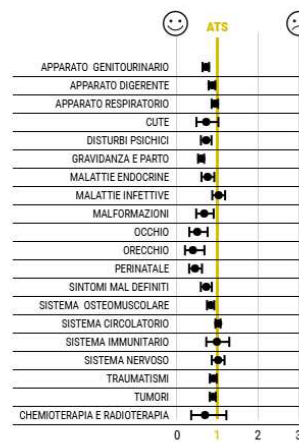 ATS
APPARATO GENITOURINARIO
APPARATO DIGERENTE
APPARATO RESPIRATORIO
CUTE
DISTURBI PSICHICI
GRAVIDANZA E PARTO
MALATTIE ENDOCRINE
MALATTIE INFETTIVE
MALFORMAZIONI
OCCHIO
ORECCHIO
PERINATALE
SINTOMI MAL DEFINITI
SISTEMA OSTEOMUSCOLARE
SISTEMA CIRCOLATORIO
SISTEMA IMMUNITARIO
SISTEMA NERVOSO
TRAUMATISMI
TUMORI
CHEMIOTERAPIA E RADIOTERAPIA
0 1 2 3